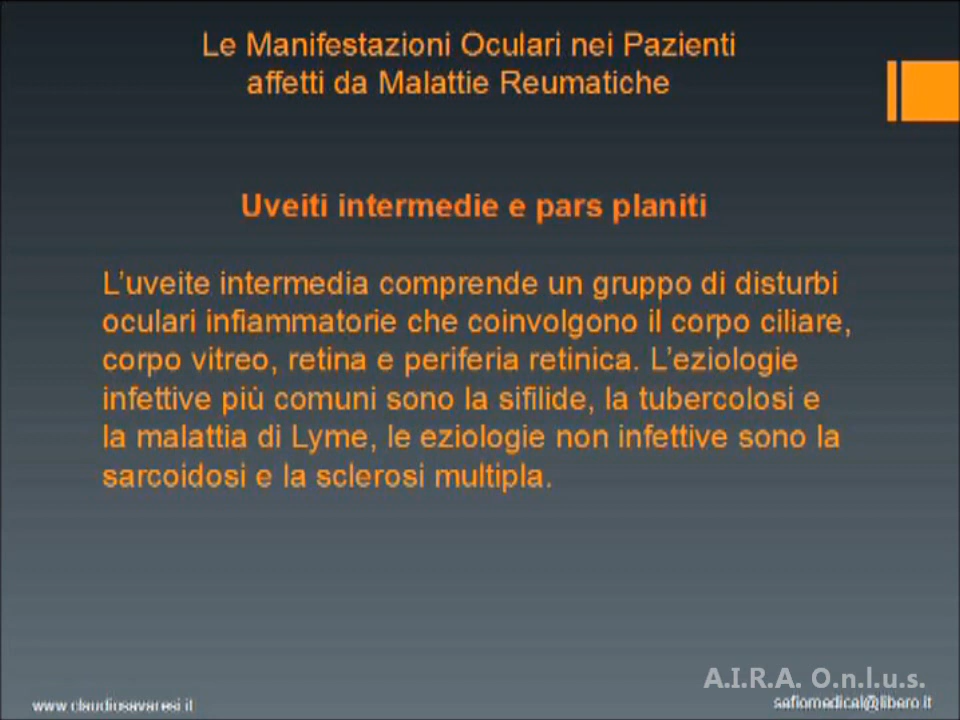 Le Manifestazioni Oculari nei Pazienti
affetti da Malattie Reumatiche
Uveiti intermedie e pars planiti
L'uveite intermedia comprende un gruppo di disturbi
oculari infiammatorie che coinvolgono il corpo ciliare,
corpo vitreo, retina e periferia retinica. L'eziologie
infettive più comuni sono la sifilide, la tubercolosi e
la malattia di Lyme, le eziologie non infettive sono la
sarcoidosi e la sclerosi multipla.
A.I.R.A. O.n.l.u.s.
www.claudiosavaresi.it
safiomedical@libero.it